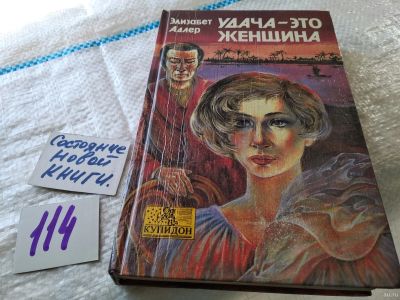 Элизабет
Адлер
УДАЧА – ЭТО
ЖЕНЩИНА
Состояние
новой
книги.
114
КУПИДОН